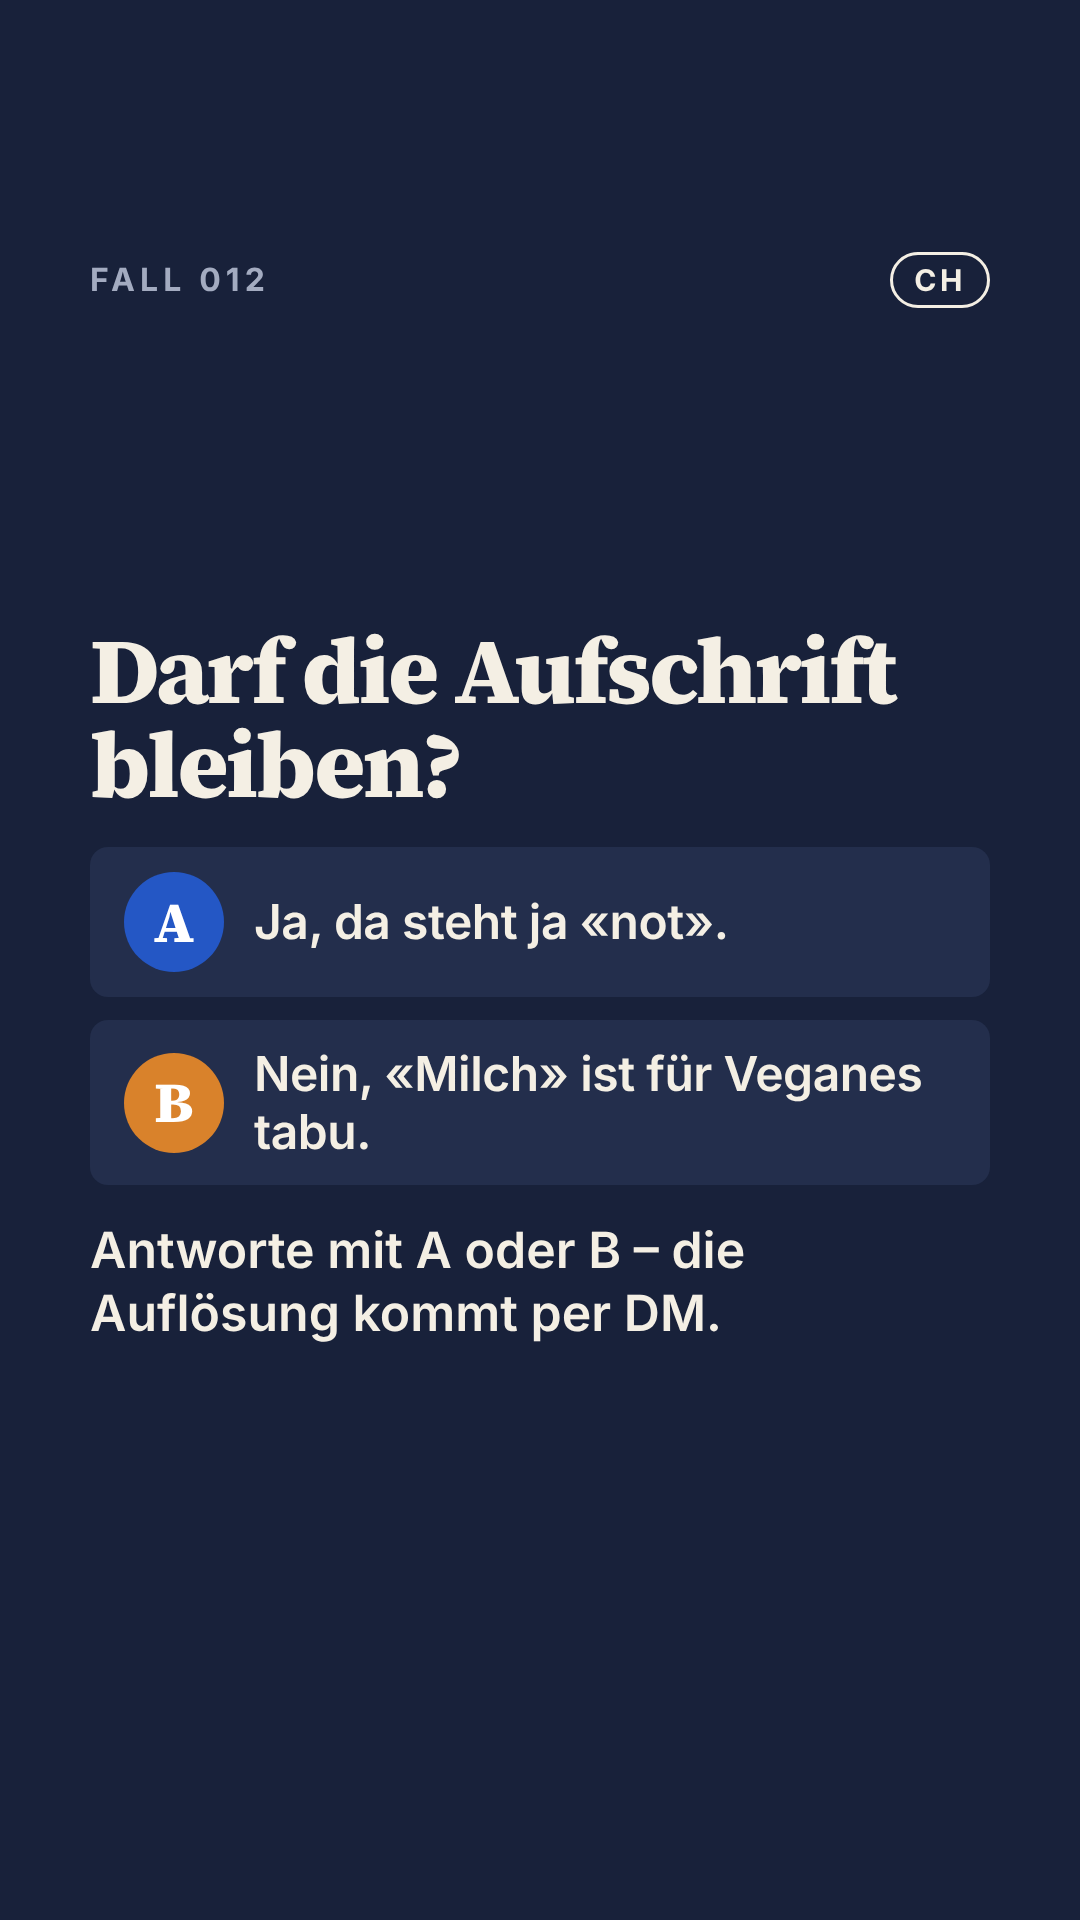 FALL 012
CH
Darf die Aufschrift
bleiben?
A
Ja, da steht ja «not».
B
Nein, «Milch» ist für Veganes
tabu.
Antworte mit A oder B – die
Auflösung kommt per DM.